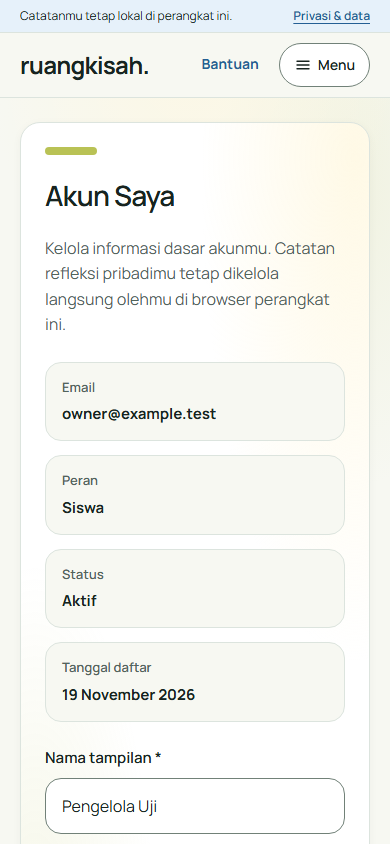 Catatanmu tetap lokal di perangkat ini.
Privasi & data
ruangkisah.
Bantuan
Menu
Akun Saya
Kelola informasi dasar akunmu. Catatan
refleksi pribadimu tetap dikelola
langsung olehmu di browser perangkat
ini.
Email
owner@example.test
Peran
Siswa
Status
Aktif
Tanggal daftar
19 November 2026
Nama tampilan *
Pengelola Uji